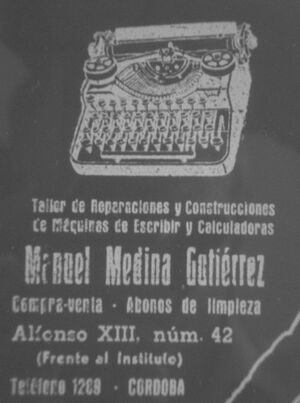 Taller de Reparaciones y Construcciones
de Máquinas de Escribir y Calculadoras
Manuel Medina Gutiérrez
Compra-venta · Abonos de limpieza
Alfonso XIII, núm. 42
(Frente al Instituto)
Teléfono 1209 - CORDOBA